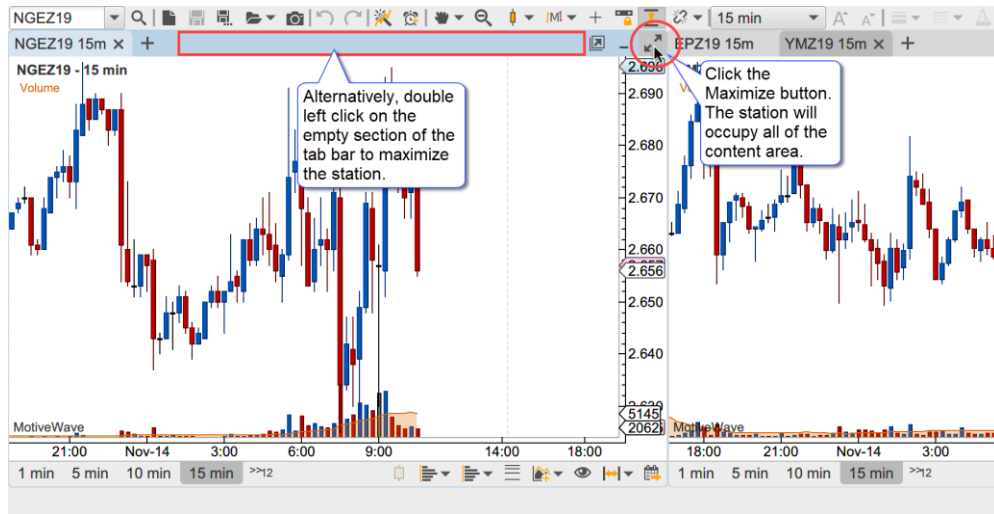 NGEZ19
15 min
NGEZ19 15m
EPZ19 15m
YMZ19 15m
NGEZ19 - 15 min
Volume
Alternatively, double
left click on the
empty section of the
tab bar to maximize
the station.
Click the
Maximize button.
The station will
occupy all of the
content area.
2.690
2.680
2.670
2.660
2.656
2.650
2.640
5145
2062
MotiveWave
MotiveWave
21:00
Nov-14
3:00
6:00
9:00
14:00
18:00
18:00
21:00
Nov-14
3:00
1 min
5 min
10 min
15 min
>>12
1 min
5 min
10 min
15 min
>>12